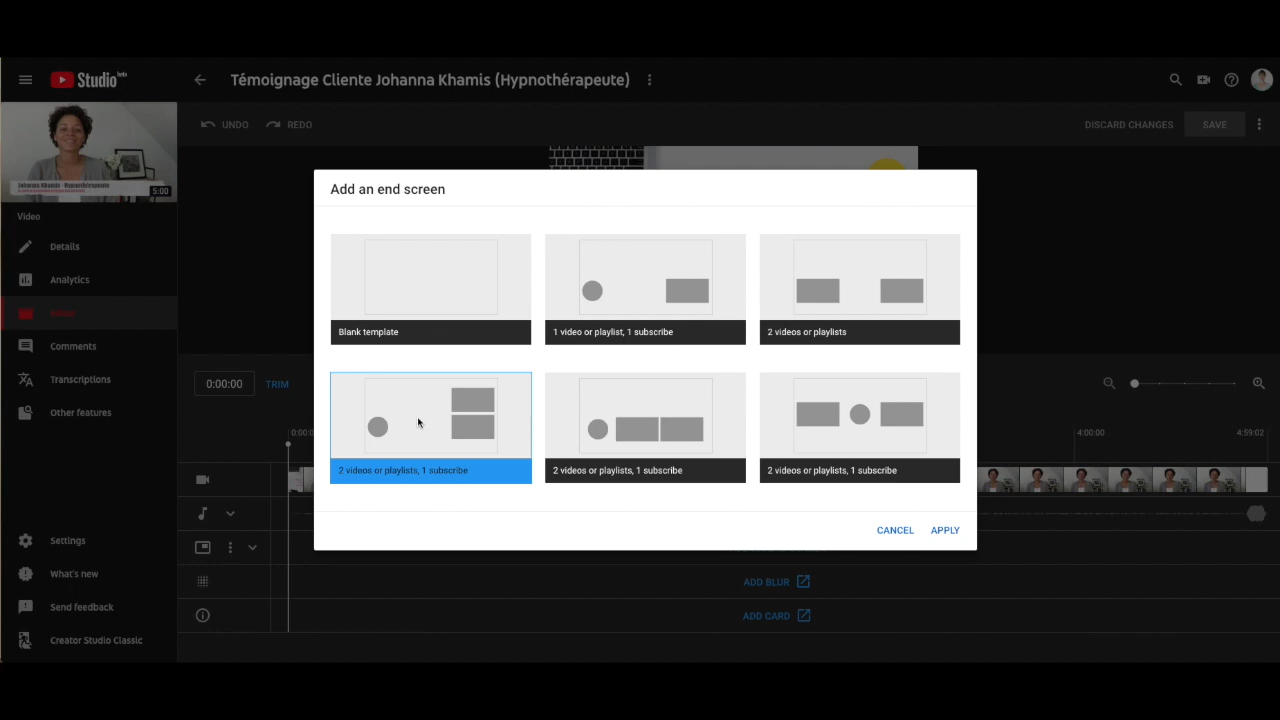 Studio beta
Témoignage Cliente Johanna Khamis (Hypnothérapeute)
UNDO
REDO
DISCARD CHANGES
SAVE
Johanna Khamis - Hypnothérapeute
5:00
Video
Details
Analytics
Comments
Transcriptions
Other features
Settings
What's new
Send feedback
Creator Studio Classic
Add an end screen
Blank template
1 video or playlist, 1 subscribe
2 videos or playlists
2 videos or playlists, 1 subscribe
2 videos or playlists, 1 subscribe
2 videos or playlists, 1 subscribe
CANCEL
APPLY
0:00:00
TRIM
4:00:00
4:59:02
ADD BLUR
ADD CARD